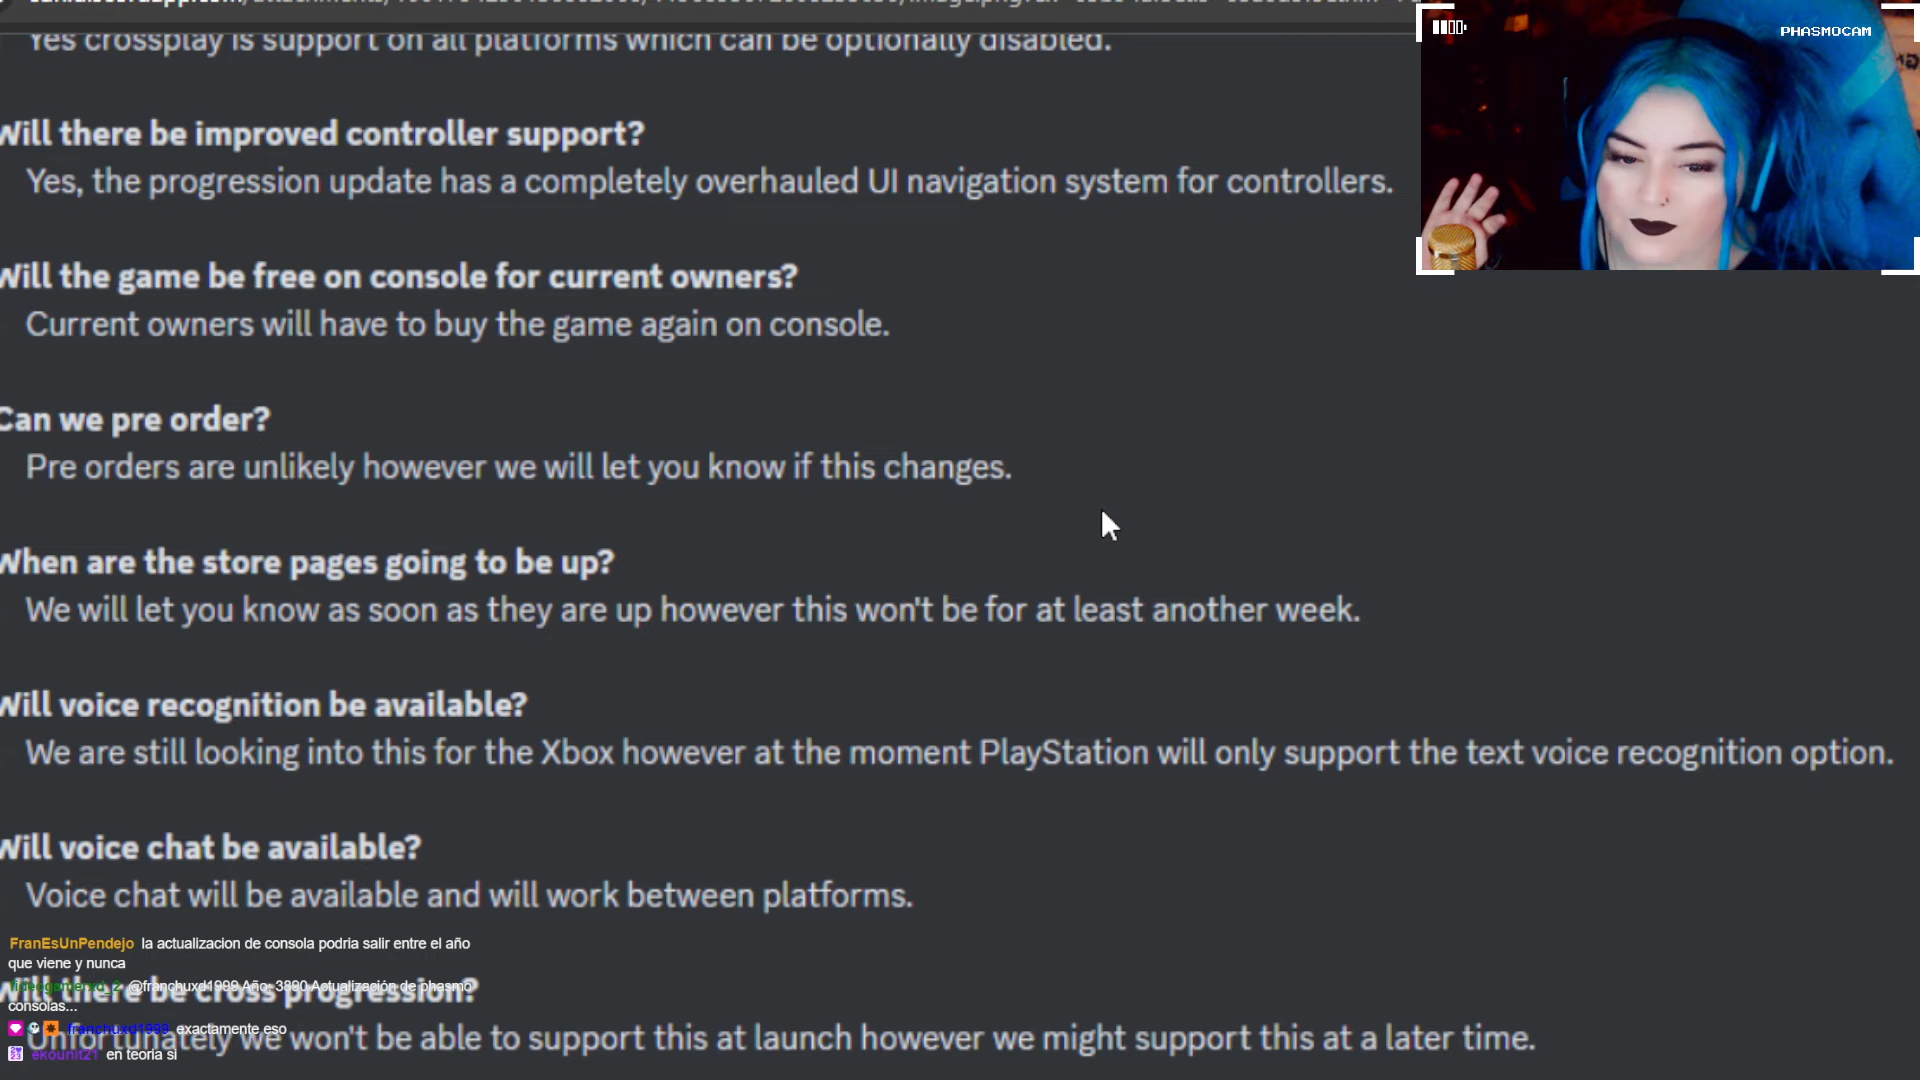 Yes crossplay is support on all platforms which can be optionally disabled.
PHASMOCAM
Will there be improved controller support?
Yes, the progression update has a completely overhauled UI navigation system for controllers.
Will the game be free on console for current owners?
Current owners will have to buy the game again on console.
Can we pre order?
Pre orders are unlikely however we will let you know if this changes.
When are the store pages going to be up?
We will let you know as soon as they are up however this won't be for at least another week.
Will voice recognition be available?
We are still looking into this for the Xbox however at the moment PlayStation will only support the text voice recognition option.
Will voice chat be available?
Voice chat will be available and will work between platforms.
FranEsUnPendejo la actualizacion de consola podria salir entre el año
que viene y nunca
Will there be cross progression?
@franchuxd1999 Año: 3890 Actualización de phasmo
consolas...
franchuxd1999 exactamente eso
Unfortunately we won't be able to support this at launch however we might support this at a later time.
ekounit21 en teoria si